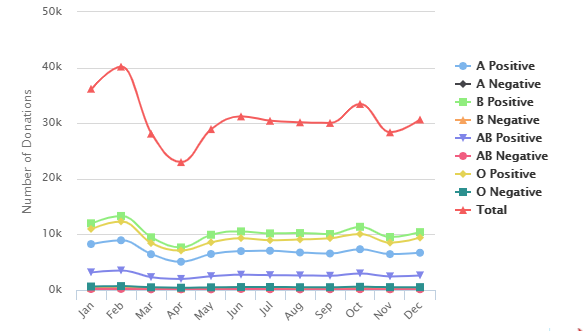 50k
40k
30k
20k
10k
0k
Number of Donations
Jan
Feb
Mar
Apr
May
Jun
Jul
Aug
Sep
Oct
Nov
Dec
A Positive
A Negative
B Positive
B Negative
AB Positive
AB Negative
O Positive
O Negative
Total